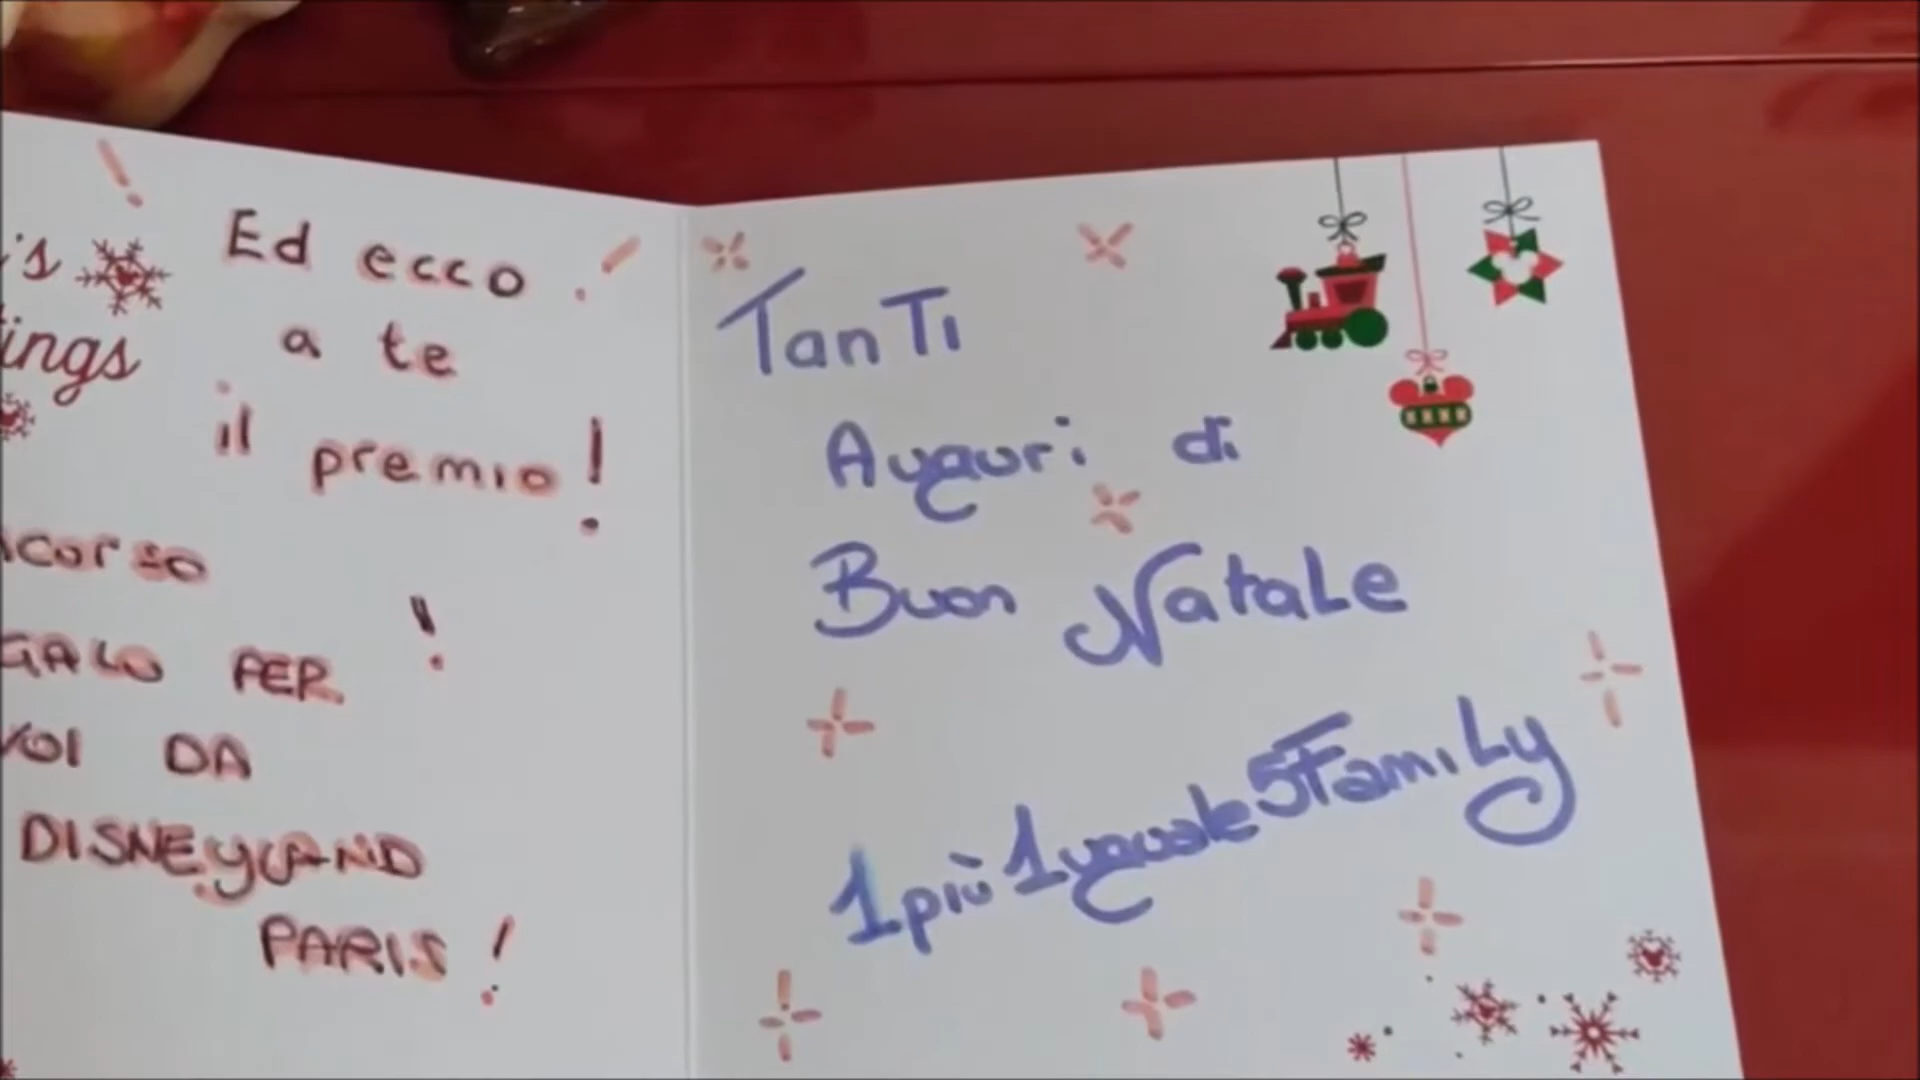 Ed ecco
a te
il premio!
PER
DA
DISNEYLAND
PARIS!
TanTi
Auguri di
Buon NataLe
1più1uguale5FamiLy